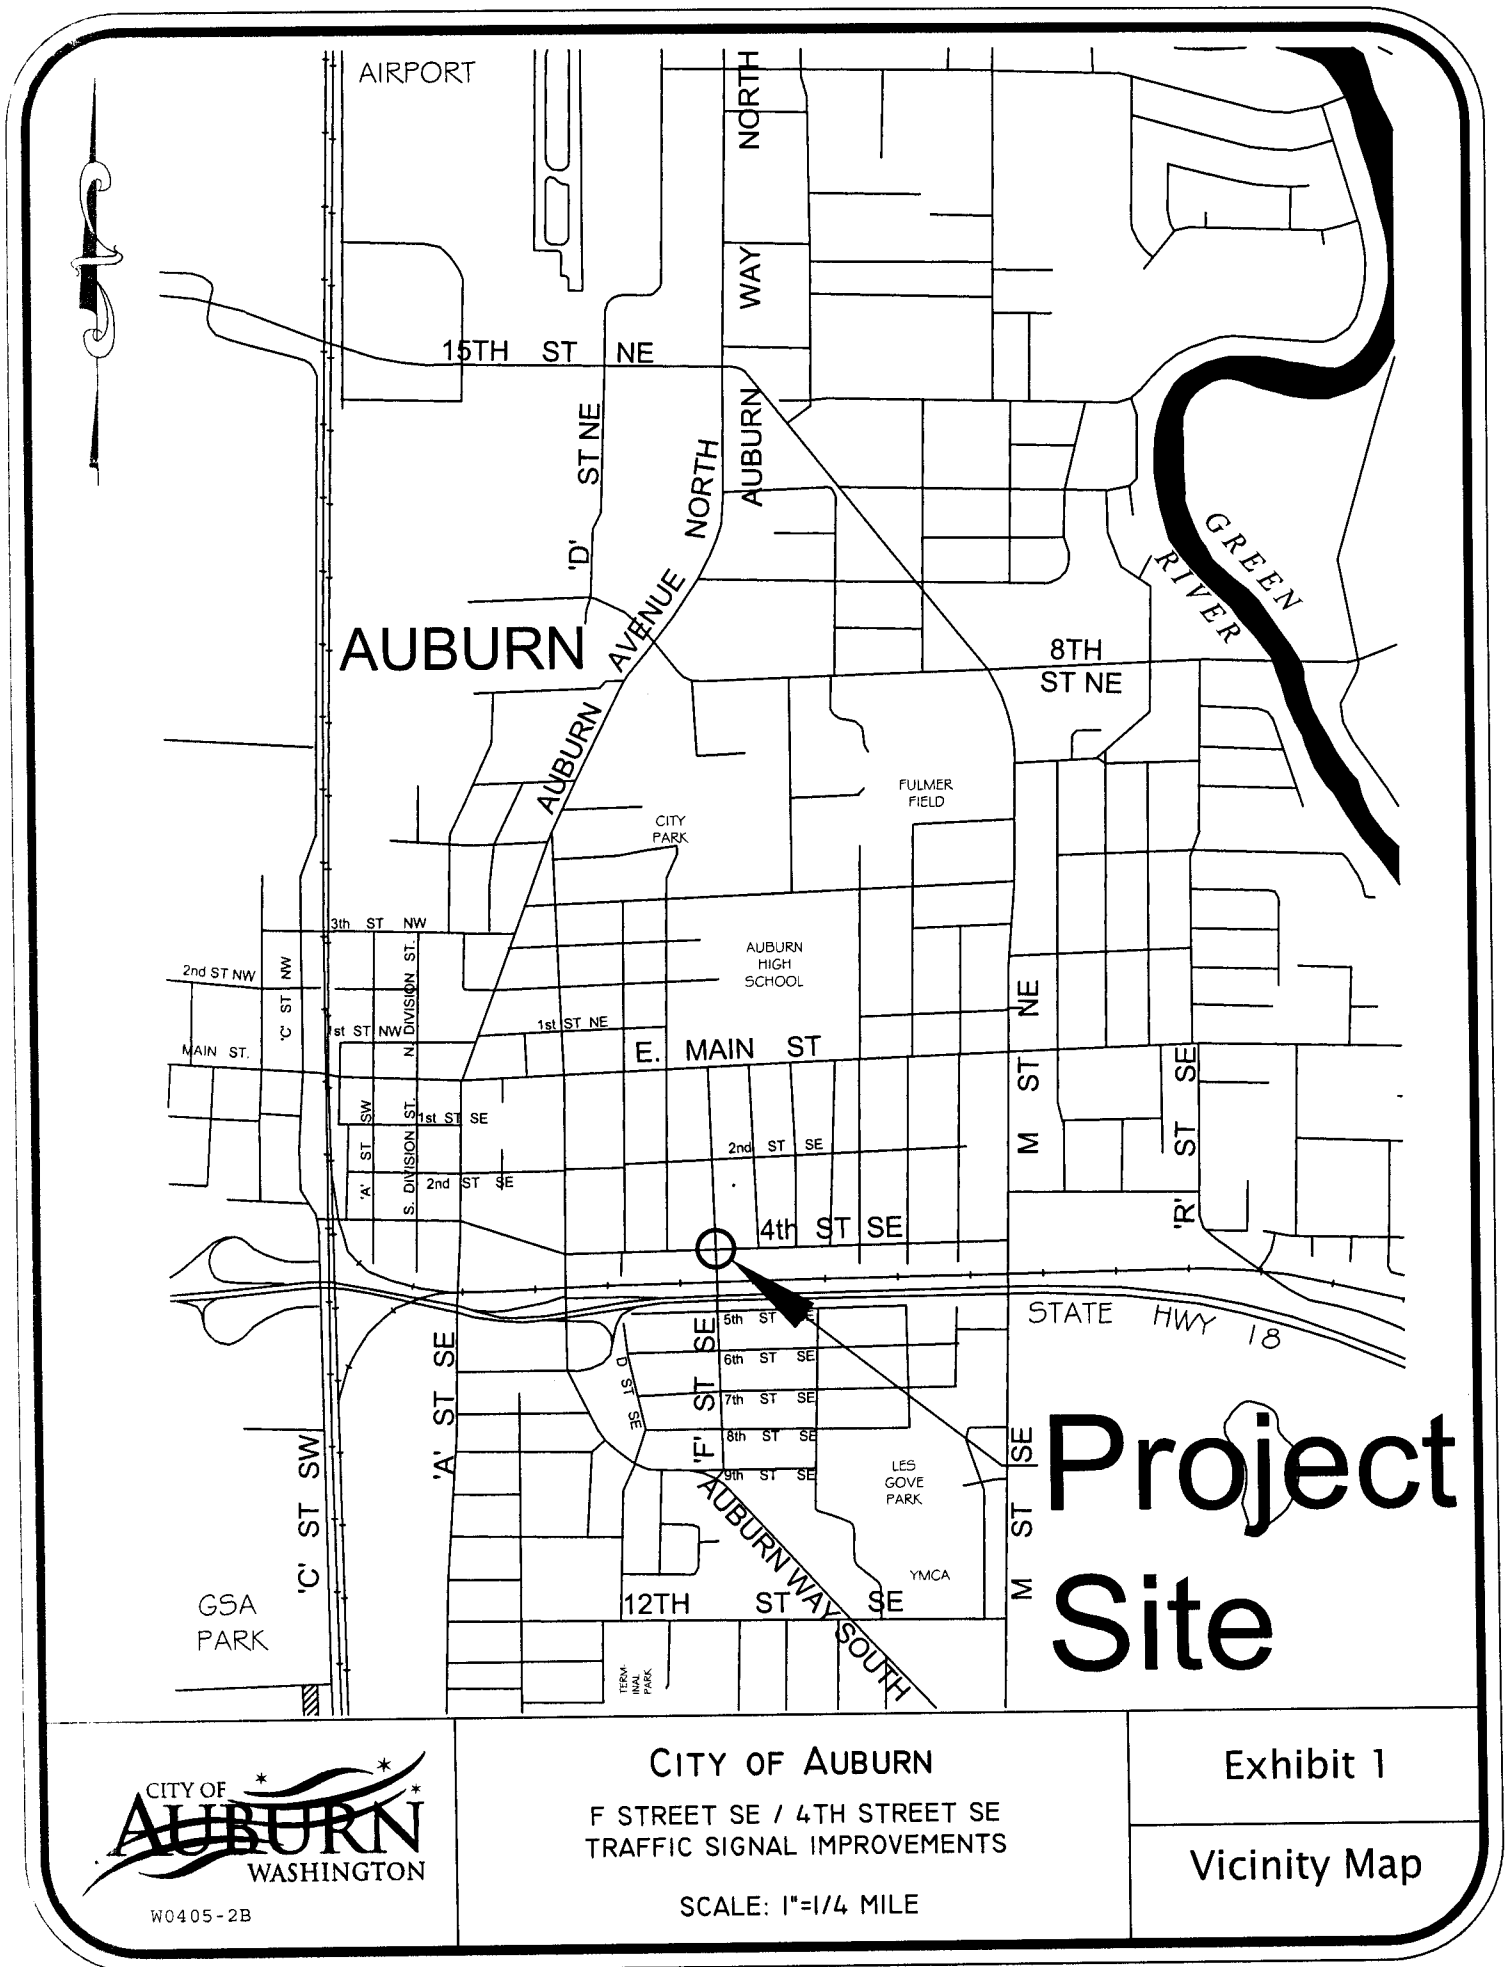 AIRPORT
NORTH
WAY
AUBURN
15TH ST NE
'D' ST NE
NORTH
AVENUE
AUBURN
GREEN
RIVER
AUBURN
8TH
ST NE
FULMER
FIELD
CITY
PARK
3th ST NW
2nd ST NW
'C' ST NW
N. DIVISION ST.
AUBURN
HIGH
SCHOOL
1st ST NW
1st ST NE
MAIN ST.
E. MAIN ST
M ST NE
'R' ST SE
'A' ST SW
S. DIVISION ST.
1st ST SE
2nd ST SE
2nd ST SE
4th ST SE
STATE HWY 18
5th ST SE
6th ST SE
7th ST SE
8th ST SE
9th ST SE
D ST SE
'F' ST SE
'A' ST SE
'C' ST SW
M ST SE
LES
GOVE
PARK
AUBURN WAY SOUTH
YMCA
12TH ST SE
GSA
PARK
TERM-
INAL
PARK
Project
Site
CITY OF
AUBURN
WASHINGTON
W0405-2B
CITY OF AUBURN
F STREET SE / 4TH STREET SE
TRAFFIC SIGNAL IMPROVEMENTS
SCALE: 1"=1/4 MILE
Exhibit 1
Vicinity Map